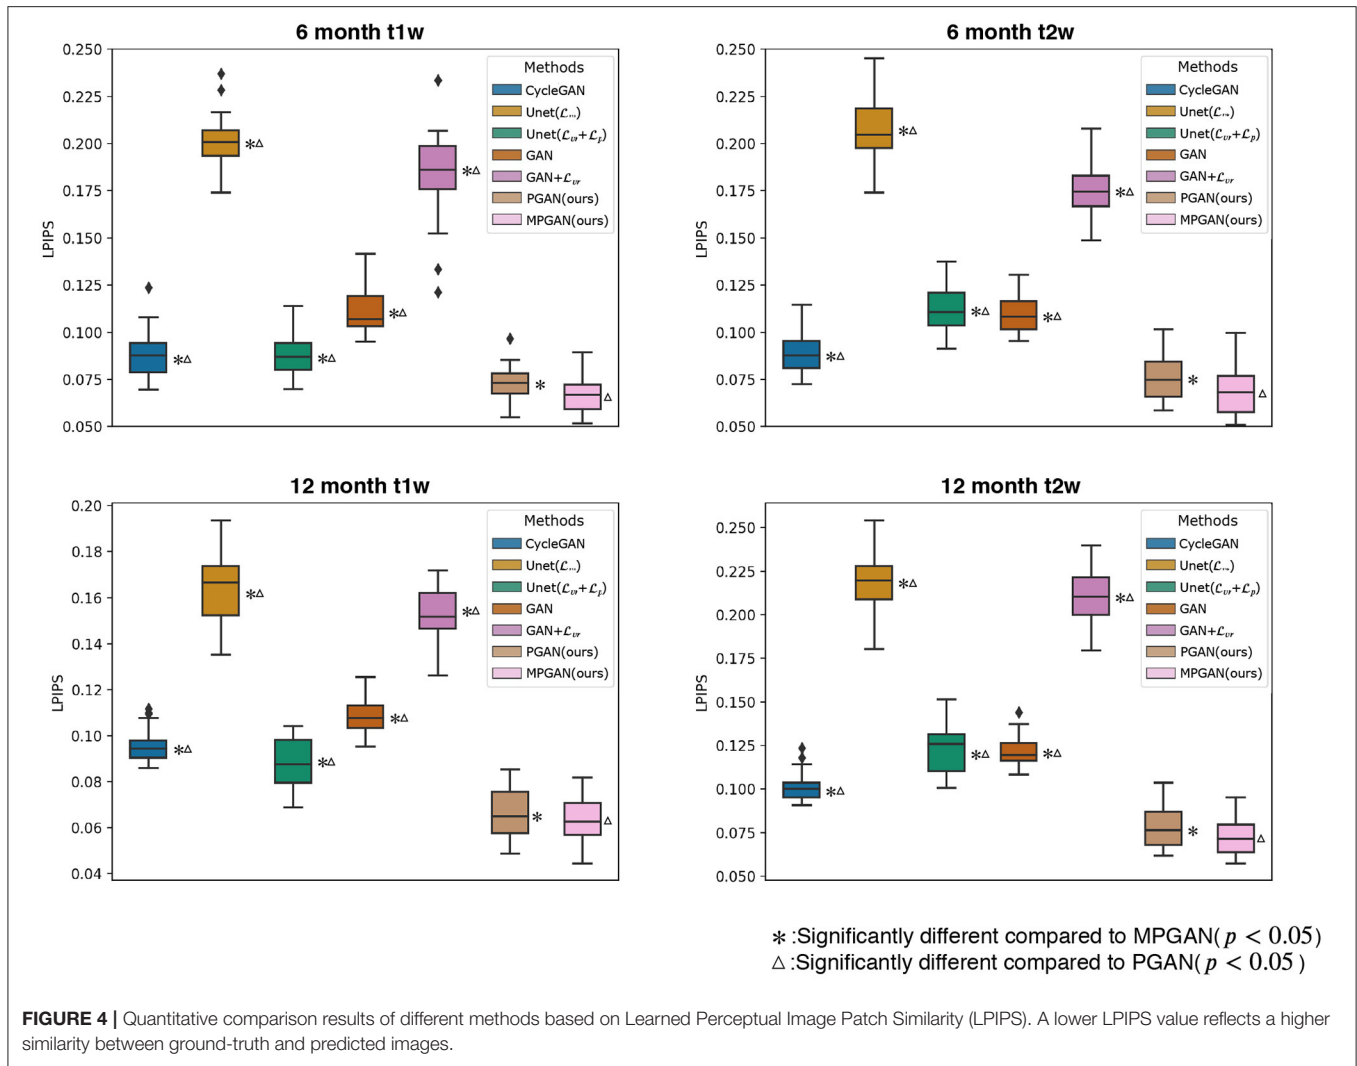 6 month t1w
0.250
0.225
0.200
0.175
0.150
0.125
0.100
0.075
0.050
LPIPS
Methods
CycleGAN
Unet(ℒ...)
Unet(ℒvr+ℒp)
GAN
GAN+ℒvr
PGAN(ours)
MPGAN(ours)
*△
*△
*△
*△
*△
*
△
6 month t2w
0.250
0.225
0.200
0.175
0.150
0.125
0.100
0.075
0.050
LPIPS
Methods
CycleGAN
Unet(ℒ...)
Unet(ℒvr+ℒp)
GAN
GAN+ℒvr
PGAN(ours)
MPGAN(ours)
*△
*△
*△
*△
*△
*
△
12 month t1w
0.20
0.18
0.16
0.14
0.12
0.10
0.08
0.06
0.04
LPIPS
Methods
CycleGAN
Unet(ℒ...)
Unet(ℒvr+ℒp)
GAN
GAN+ℒvr
PGAN(ours)
MPGAN(ours)
*△
*△
*△
*△
*△
*
△
12 month t2w
0.250
0.225
0.200
0.175
0.150
0.125
0.100
0.075
0.050
LPIPS
Methods
CycleGAN
Unet(ℒ...)
Unet(ℒvr+ℒp)
GAN
GAN+ℒvr
PGAN(ours)
MPGAN(ours)
*△
*△
*△
*△
*△
*
△
* :Significantly different compared to MPGAN( p < 0.05)
△ :Significantly different compared to PGAN( p < 0.05)
FIGURE 4 | Quantitative comparison results of different methods based on Learned Perceptual Image Patch Similarity (LPIPS). A lower LPIPS value reflects a higher
similarity between ground-truth and predicted images.